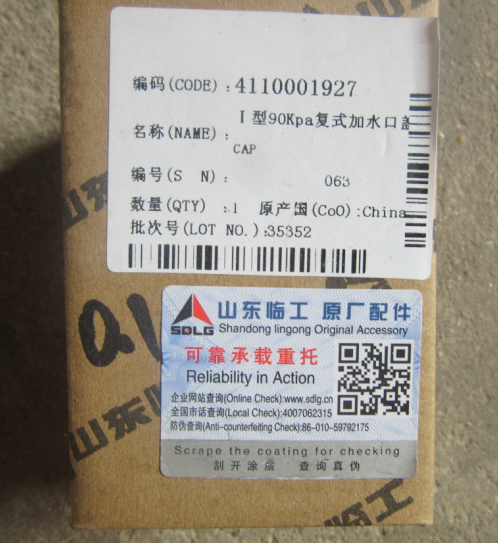 编码(CODE):4110001927
I型90Kpa复式加水口盖
名称(NAME):
CAP
编号(S N) 063
数量(QTY) :1 原产国(CoO):China
批次号(LOT NO.):35352
SDLG
山东临工 原厂配件
Shandong lingong Original Accessory
可靠承载重托
Reliability in Action
企业网站查询(Online Check):www.sdlg.cn
全国市话查询(Local Check):4007062315
防伪查询(Anti-counterfeiting Check):86-010-59792175
Scrape the coating for checking
刮开涂层 查询真伪
山东
山东临
临工